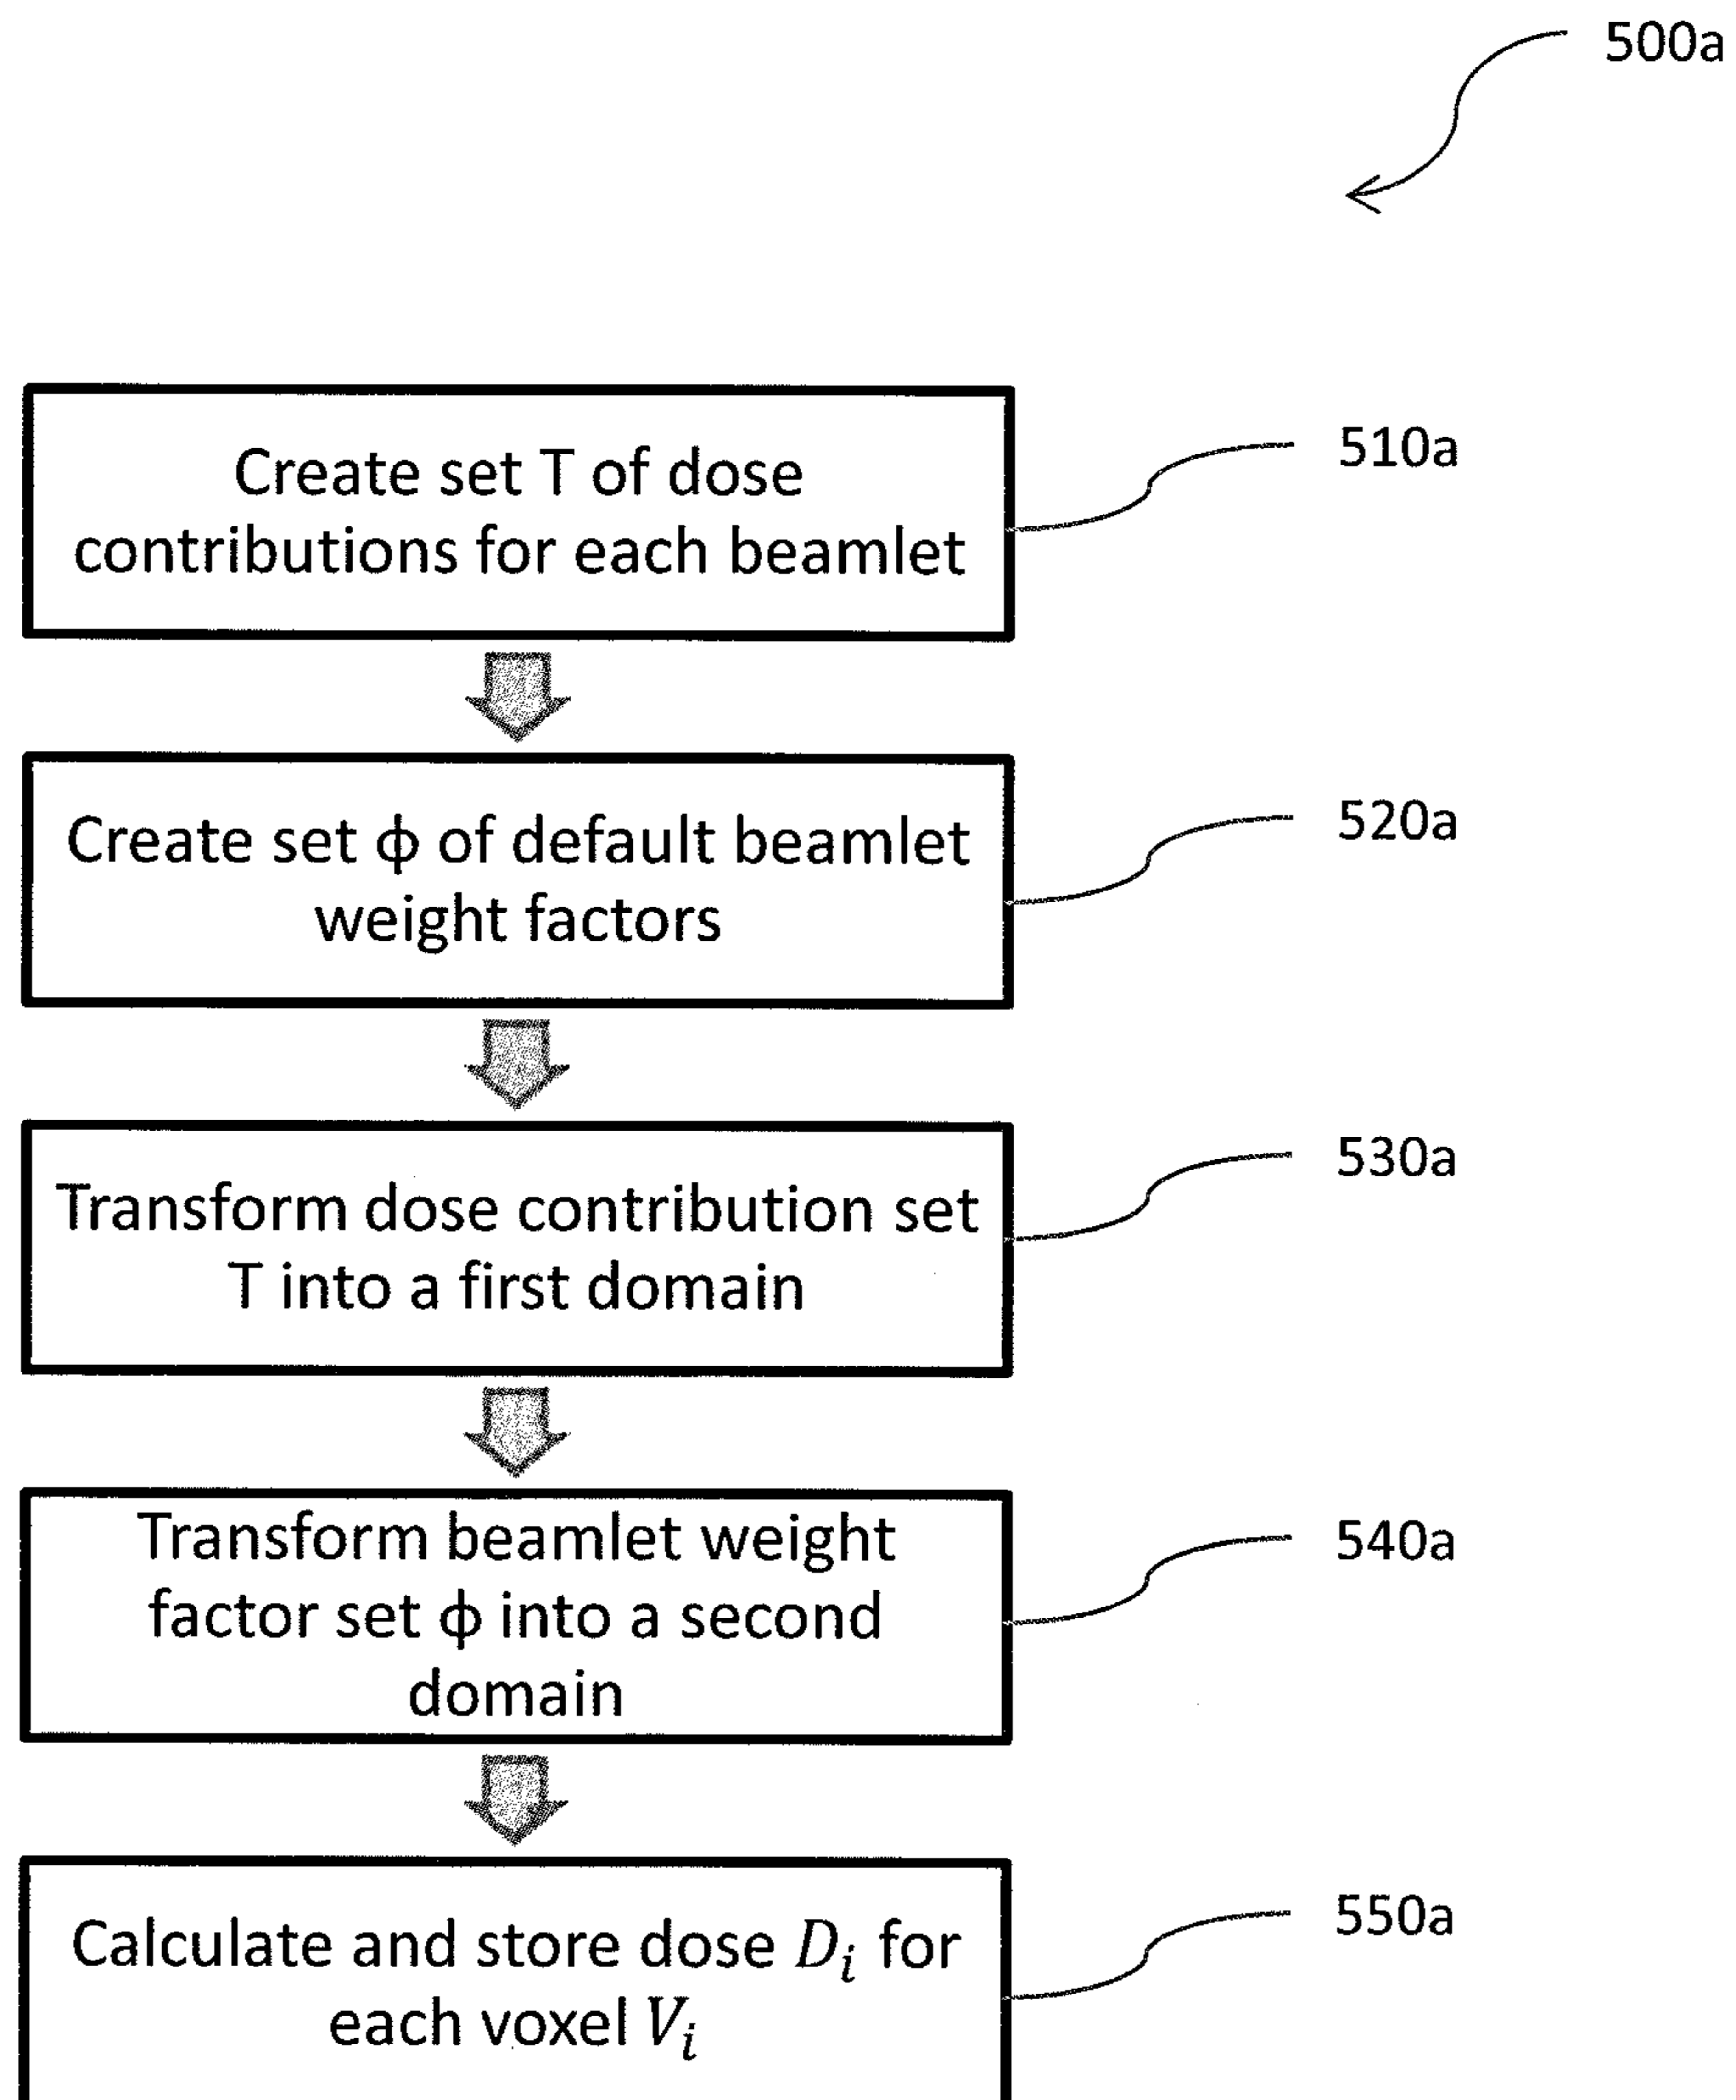 500a
Create set T of dose
contributions for each beamlet
510a
Create set ϕ of default beamlet
weight factors
520a
Transform dose contribution set
T into a first domain
530a
Transform beamlet weight
factor set ϕ into a second
domain
540a
Calculate and store dose D_i for
each voxel V_i
550a